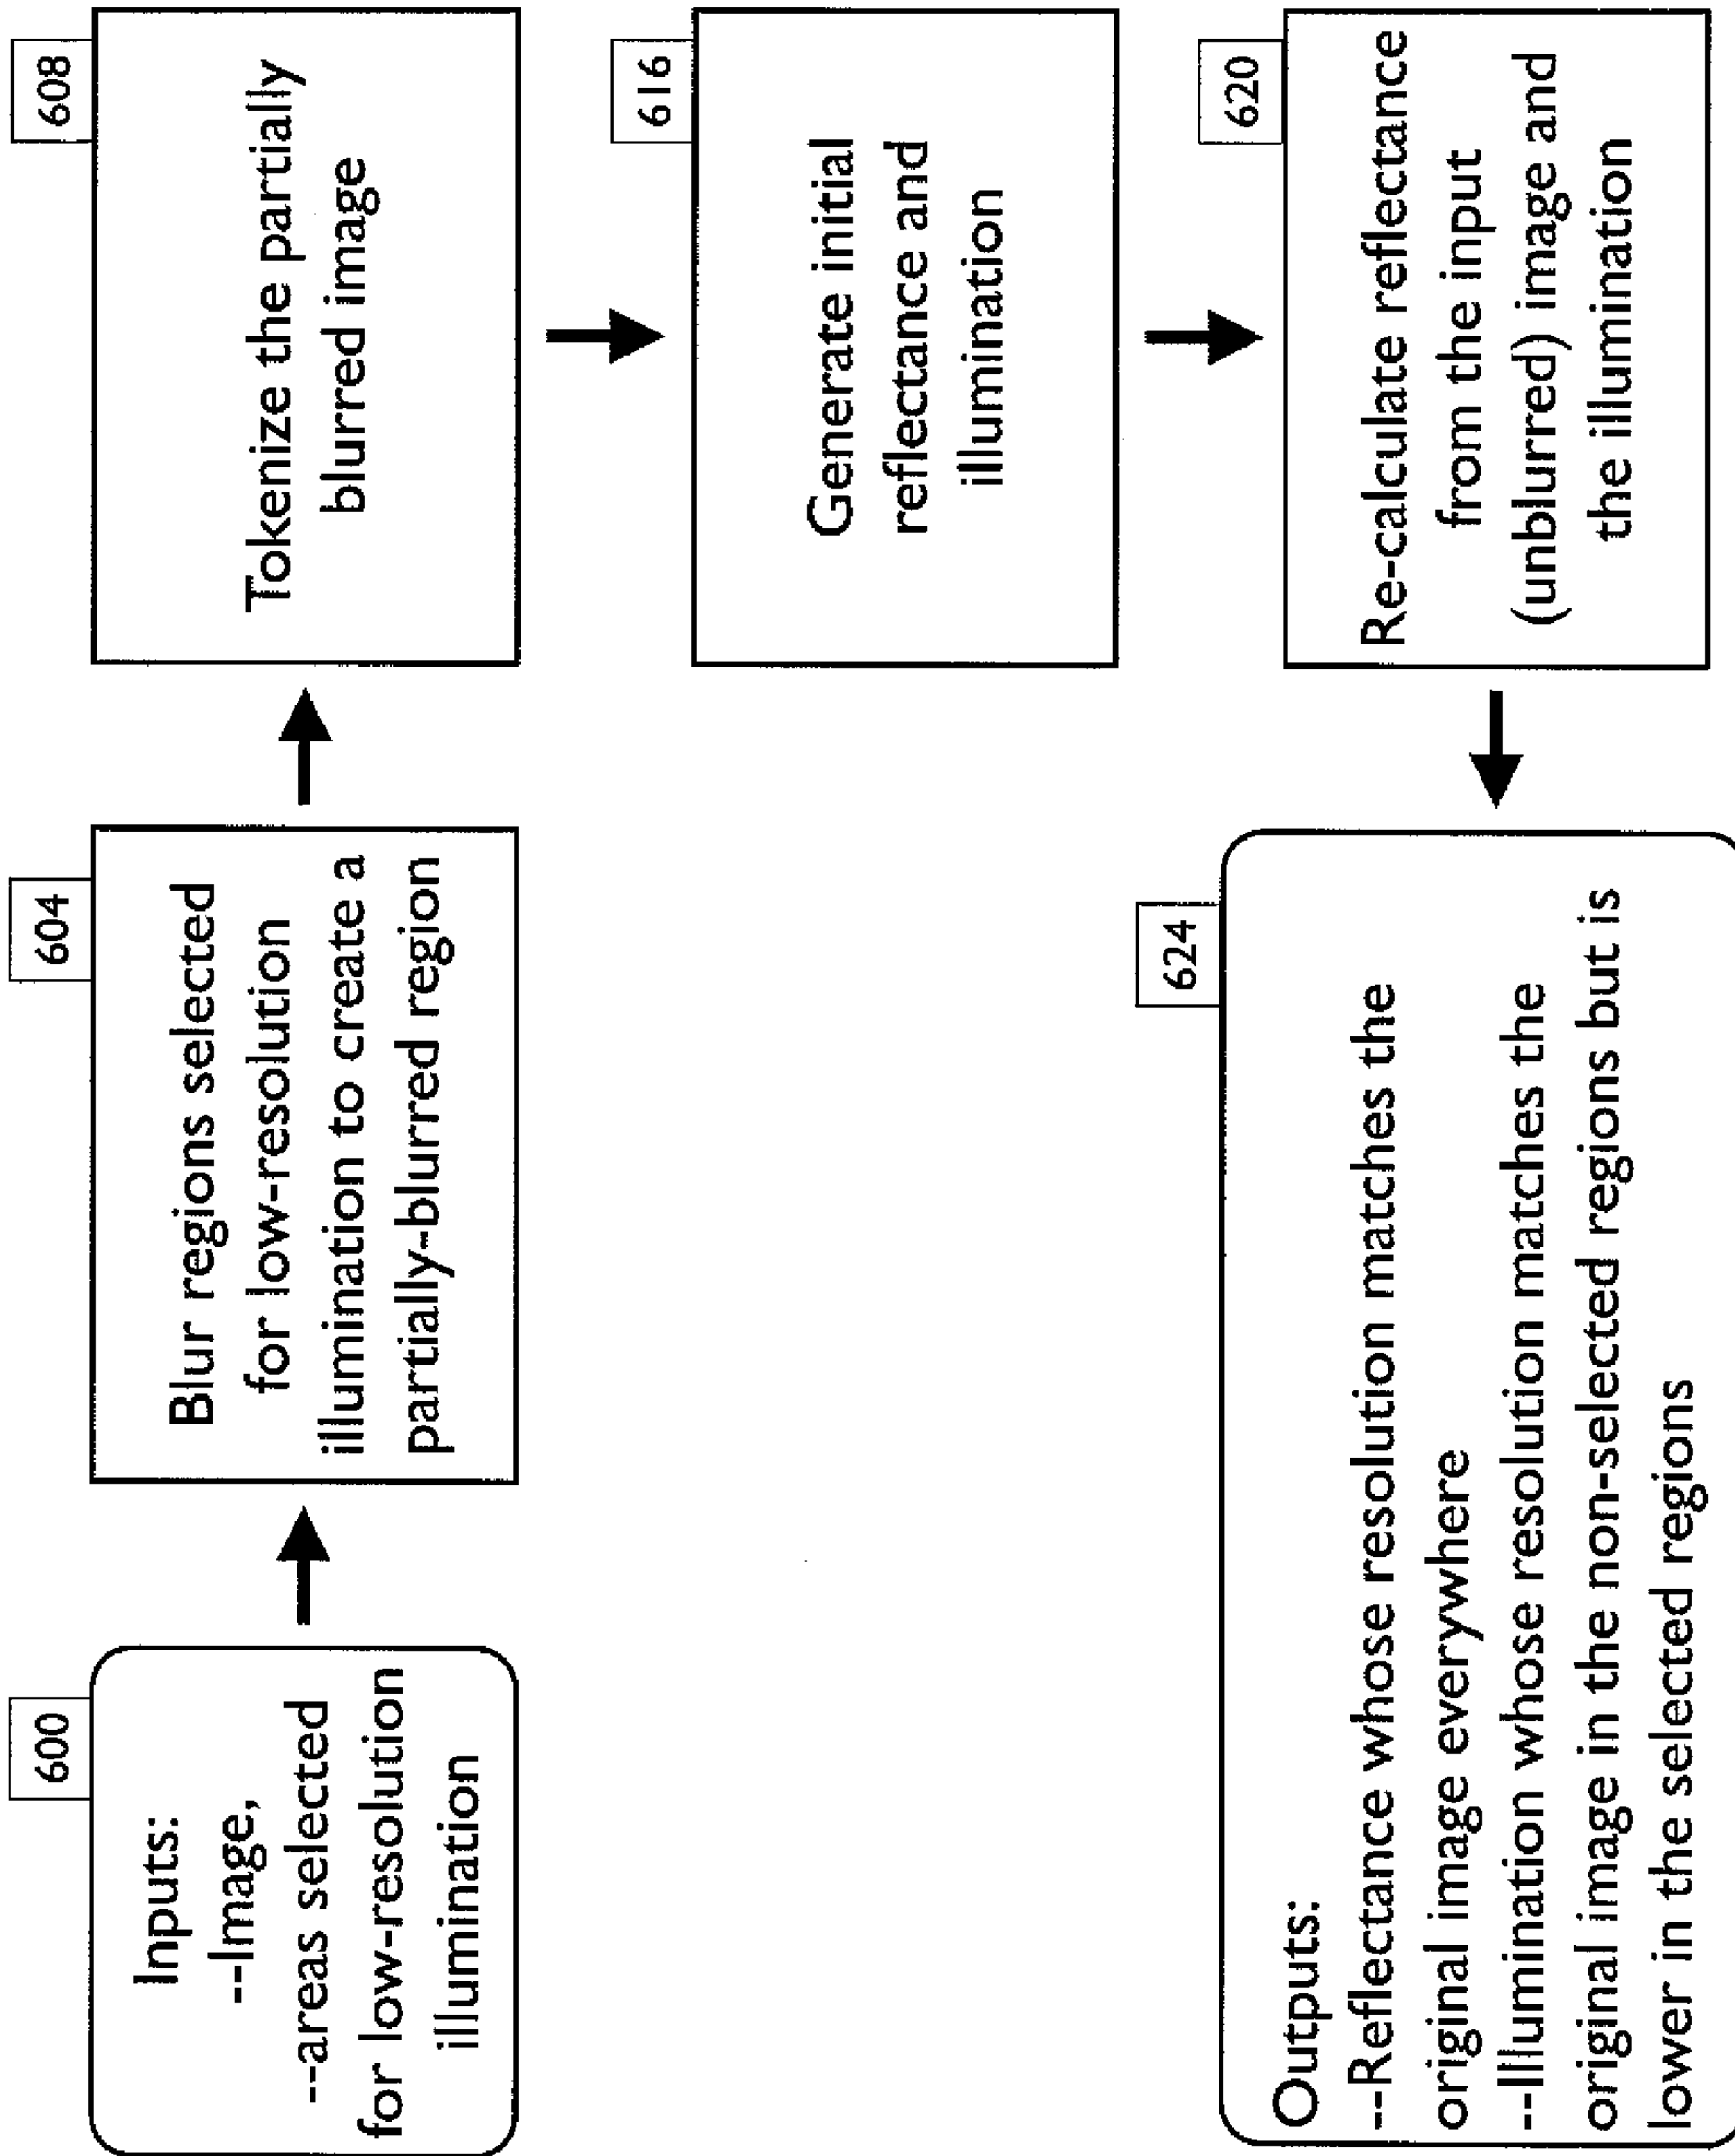 600
Inputs:
--Image,
--areas selected
for low-resolution
illumination
604
Blur regions selected
for low-resolution
illumination to create a
partially-blurred region
608
Tokenize the partially
blurred image
616
Generate initial
reflectance and
illumination
620
Re-calculate reflectance
from the input
(unblurred) image and
the illumination
624
Outputs:
--Reflectance whose resolution matches the
original image everywhere
--Illumination whose resolution matches the
original image in the non-selected regions but is
lower in the selected regions